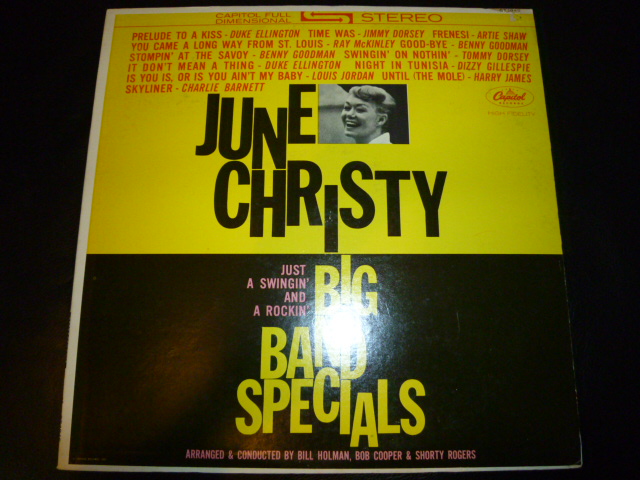 CAPITOL FULL DIMENSIONAL STEREO
PRELUDE TO A KISS - DUKE ELLINGTON TIME WAS - JIMMY DORSEY FRENESI - ARTIE SHAW
YOU CAME A LONG WAY FROM ST. LOUIS - RAY McKINLEY GOOD-BYE - BENNY GOODMAN
STOMPIN' AT THE SAVOY - BENNY GOODMAN SWINGIN' ON NOTHIN' - TOMMY DORSEY
IT DON'T MEAN A THING - DUKE ELLINGTON NIGHT IN TUNISIA - DIZZY GILLESPIE
IS YOU IS, OR IS YOU AIN'T MY BABY - LOUIS JORDAN UNTIL (THE MOLE) - HARRY JAMES
SKYLINER - CHARLIE BARNETT
Capitol
RECORDS
HIGH FIDELITY
JUNE
CHRISTY
JUST
A SWINGIN'
AND
A ROCKIN'
BIG
BAND
SPECIALS
ARRANGED & CONDUCTED BY BILL HOLMAN, BOB COOPER & SHORTY ROGERS